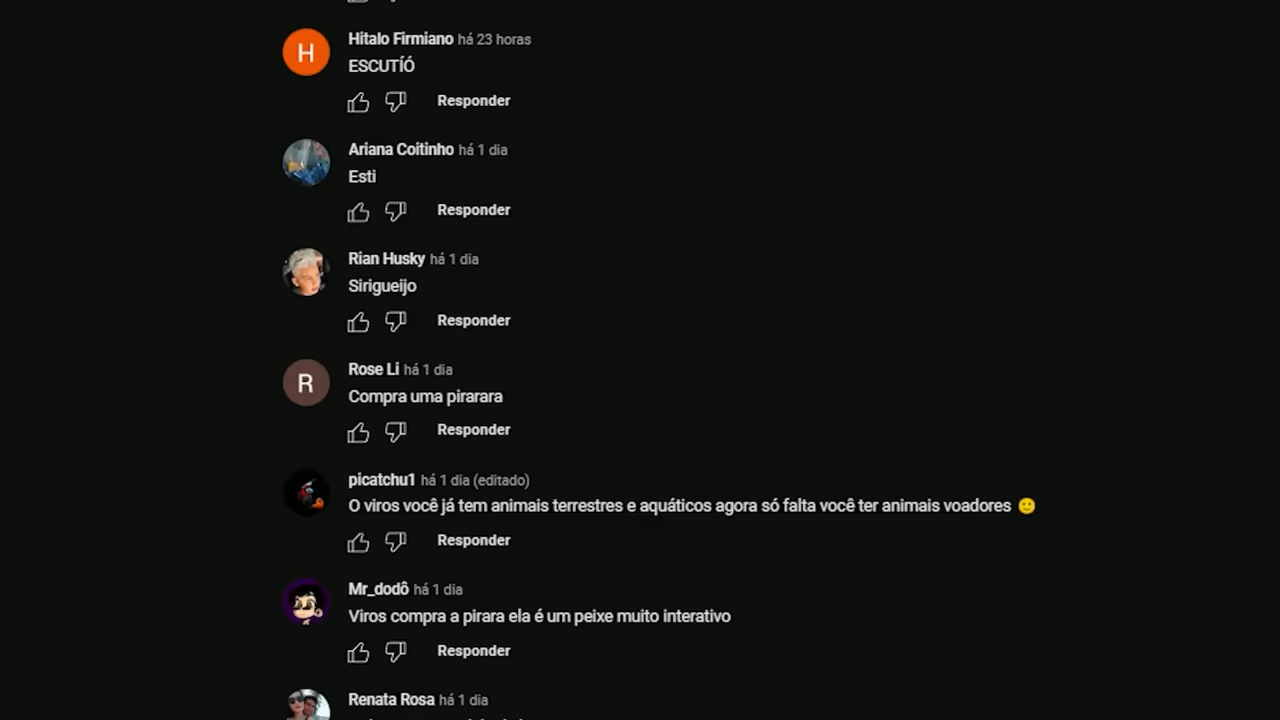 Hitalo Firmiano há 23 horas
ESCUTÍÓ
Responder
Ariana Coitinho há 1 dia
Esti
Responder
Rian Husky há 1 dia
Sirigueijo
Responder
R
Rose Li há 1 dia
Compra uma pirarara
Responder
picatchu1 há 1 dia (editado)
O viros você já tem animais terrestres e aquáticos agora só falta você ter animais voadores 🙂
Responder
Mr_dodô há 1 dia
Viros compra a pirara ela é um peixe muito interativo
Responder
Renata Rosa há 1 dia